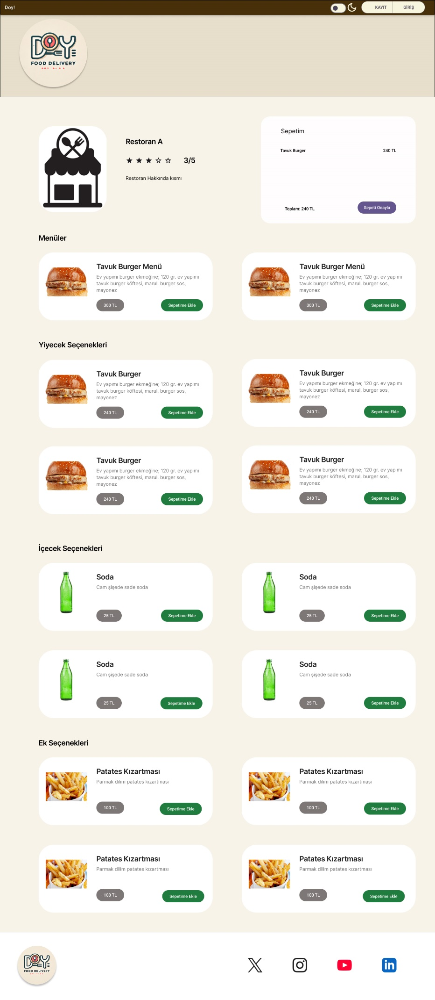 Doy!
KAYIT
GİRİŞ
DOY
FOOD DELIVERY
Restoran A
3/5
Restoran Hakkında kısmı
Sepetim
Tavuk Burger
240 TL
Toplam: 240 TL
Sepeti Onayla
Menüler
Tavuk Burger Menü
Ev yapımı burger ekmeğine; 120 gr. ev yapımı
tavuk burger köftesi, marul, burger sos,
mayonez
300 TL
Sepetime Ekle
Tavuk Burger Menü
Ev yapımı burger ekmeğine; 120 gr. ev yapımı
tavuk burger köftesi, marul, burger sos,
mayonez
300 TL
Sepetime Ekle
Yiyecek Seçenekleri
Tavuk Burger
Ev yapımı burger ekmeğine; 120 gr. ev yapımı
tavuk burger köftesi, marul, burger sos,
mayonez
240 TL
Sepetime Ekle
Tavuk Burger
Ev yapımı burger ekmeğine; 120 gr. ev yapımı
tavuk burger köftesi, marul, burger sos,
mayonez
240 TL
Sepetime Ekle
Tavuk Burger
Ev yapımı burger ekmeğine; 120 gr. ev yapımı
tavuk burger köftesi, marul, burger sos,
mayonez
240 TL
Sepetime Ekle
Tavuk Burger
Ev yapımı burger ekmeğine; 120 gr. ev yapımı
tavuk burger köftesi, marul, burger sos,
mayonez
240 TL
Sepetime Ekle
İçecek Seçenekleri
Soda
Cam şişede sade soda
25 TL
Sepetime Ekle
Soda
Cam şişede sade soda
25 TL
Sepetime Ekle
Soda
Cam şişede sade soda
25 TL
Sepetime Ekle
Soda
Cam şişede sade soda
25 TL
Sepetime Ekle
Ek Seçenekleri
Patates Kızartması
Parmak dilim patates kızartması
100 TL
Sepetime Ekle
Patates Kızartması
Parmak dilim patates kızartması
100 TL
Sepetime Ekle
Patates Kızartması
Parmak dilim patates kızartması
100 TL
Sepetime Ekle
Patates Kızartması
Parmak dilim patates kızartması
100 TL
Sepetime Ekle
DOY
FOOD DELIVERY
in